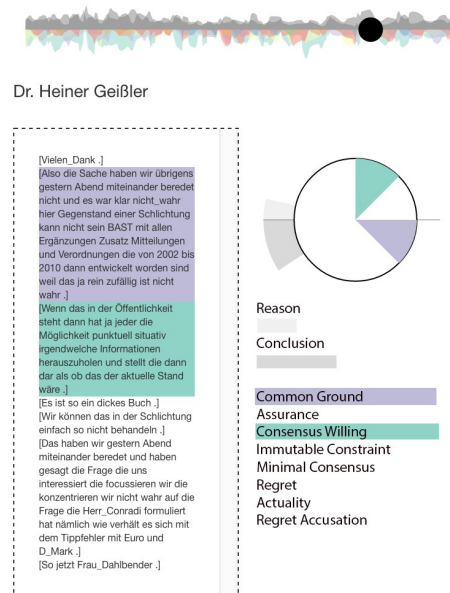 Dr. Heiner Geißler
[Vielen_Dank .]
[Also die Sache haben wir übrigens
gestern Abend miteinander beredet
nicht und es war klar nicht_wahr
hier Gegenstand einer Schlichtung
kann nicht sein BAST mit allen
Ergänzungen Zusatz Mitteilungen
und Verordnungen die von 2002 bis
2010 dann entwickelt worden sind
weil das ja rein zufällig ist nicht
wahr .]
[Wenn das in der Öffentlichkeit
steht dann hat ja jeder die
Möglichkeit punktuell situativ
irgendwelche Informationen
herauszuholen und stellt die dann
dar als ob das der aktuelle Stand
wäre .]
[Es ist so ein dickes Buch .]
[Wir können das in der Schlichtung
einfach so nicht behandeln .]
[Das haben wir gestern Abend
miteinander beredet und haben
gesagt die Frage die uns
interessiert die focussieren wir die
konzentrieren wir nicht wahr auf die
Frage die Herr_Conradi formuliert
hat nämlich wie verhält es sich mit
dem Tippfehler mit Euro und
D_Mark .]
[So jetzt Frau_Dahlbender .]
Reason
Conclusion
Common Ground
Assurance
Consensus Willing
Immutable Constraint
Minimal Consensus
Regret
Actuality
Regret Accusation